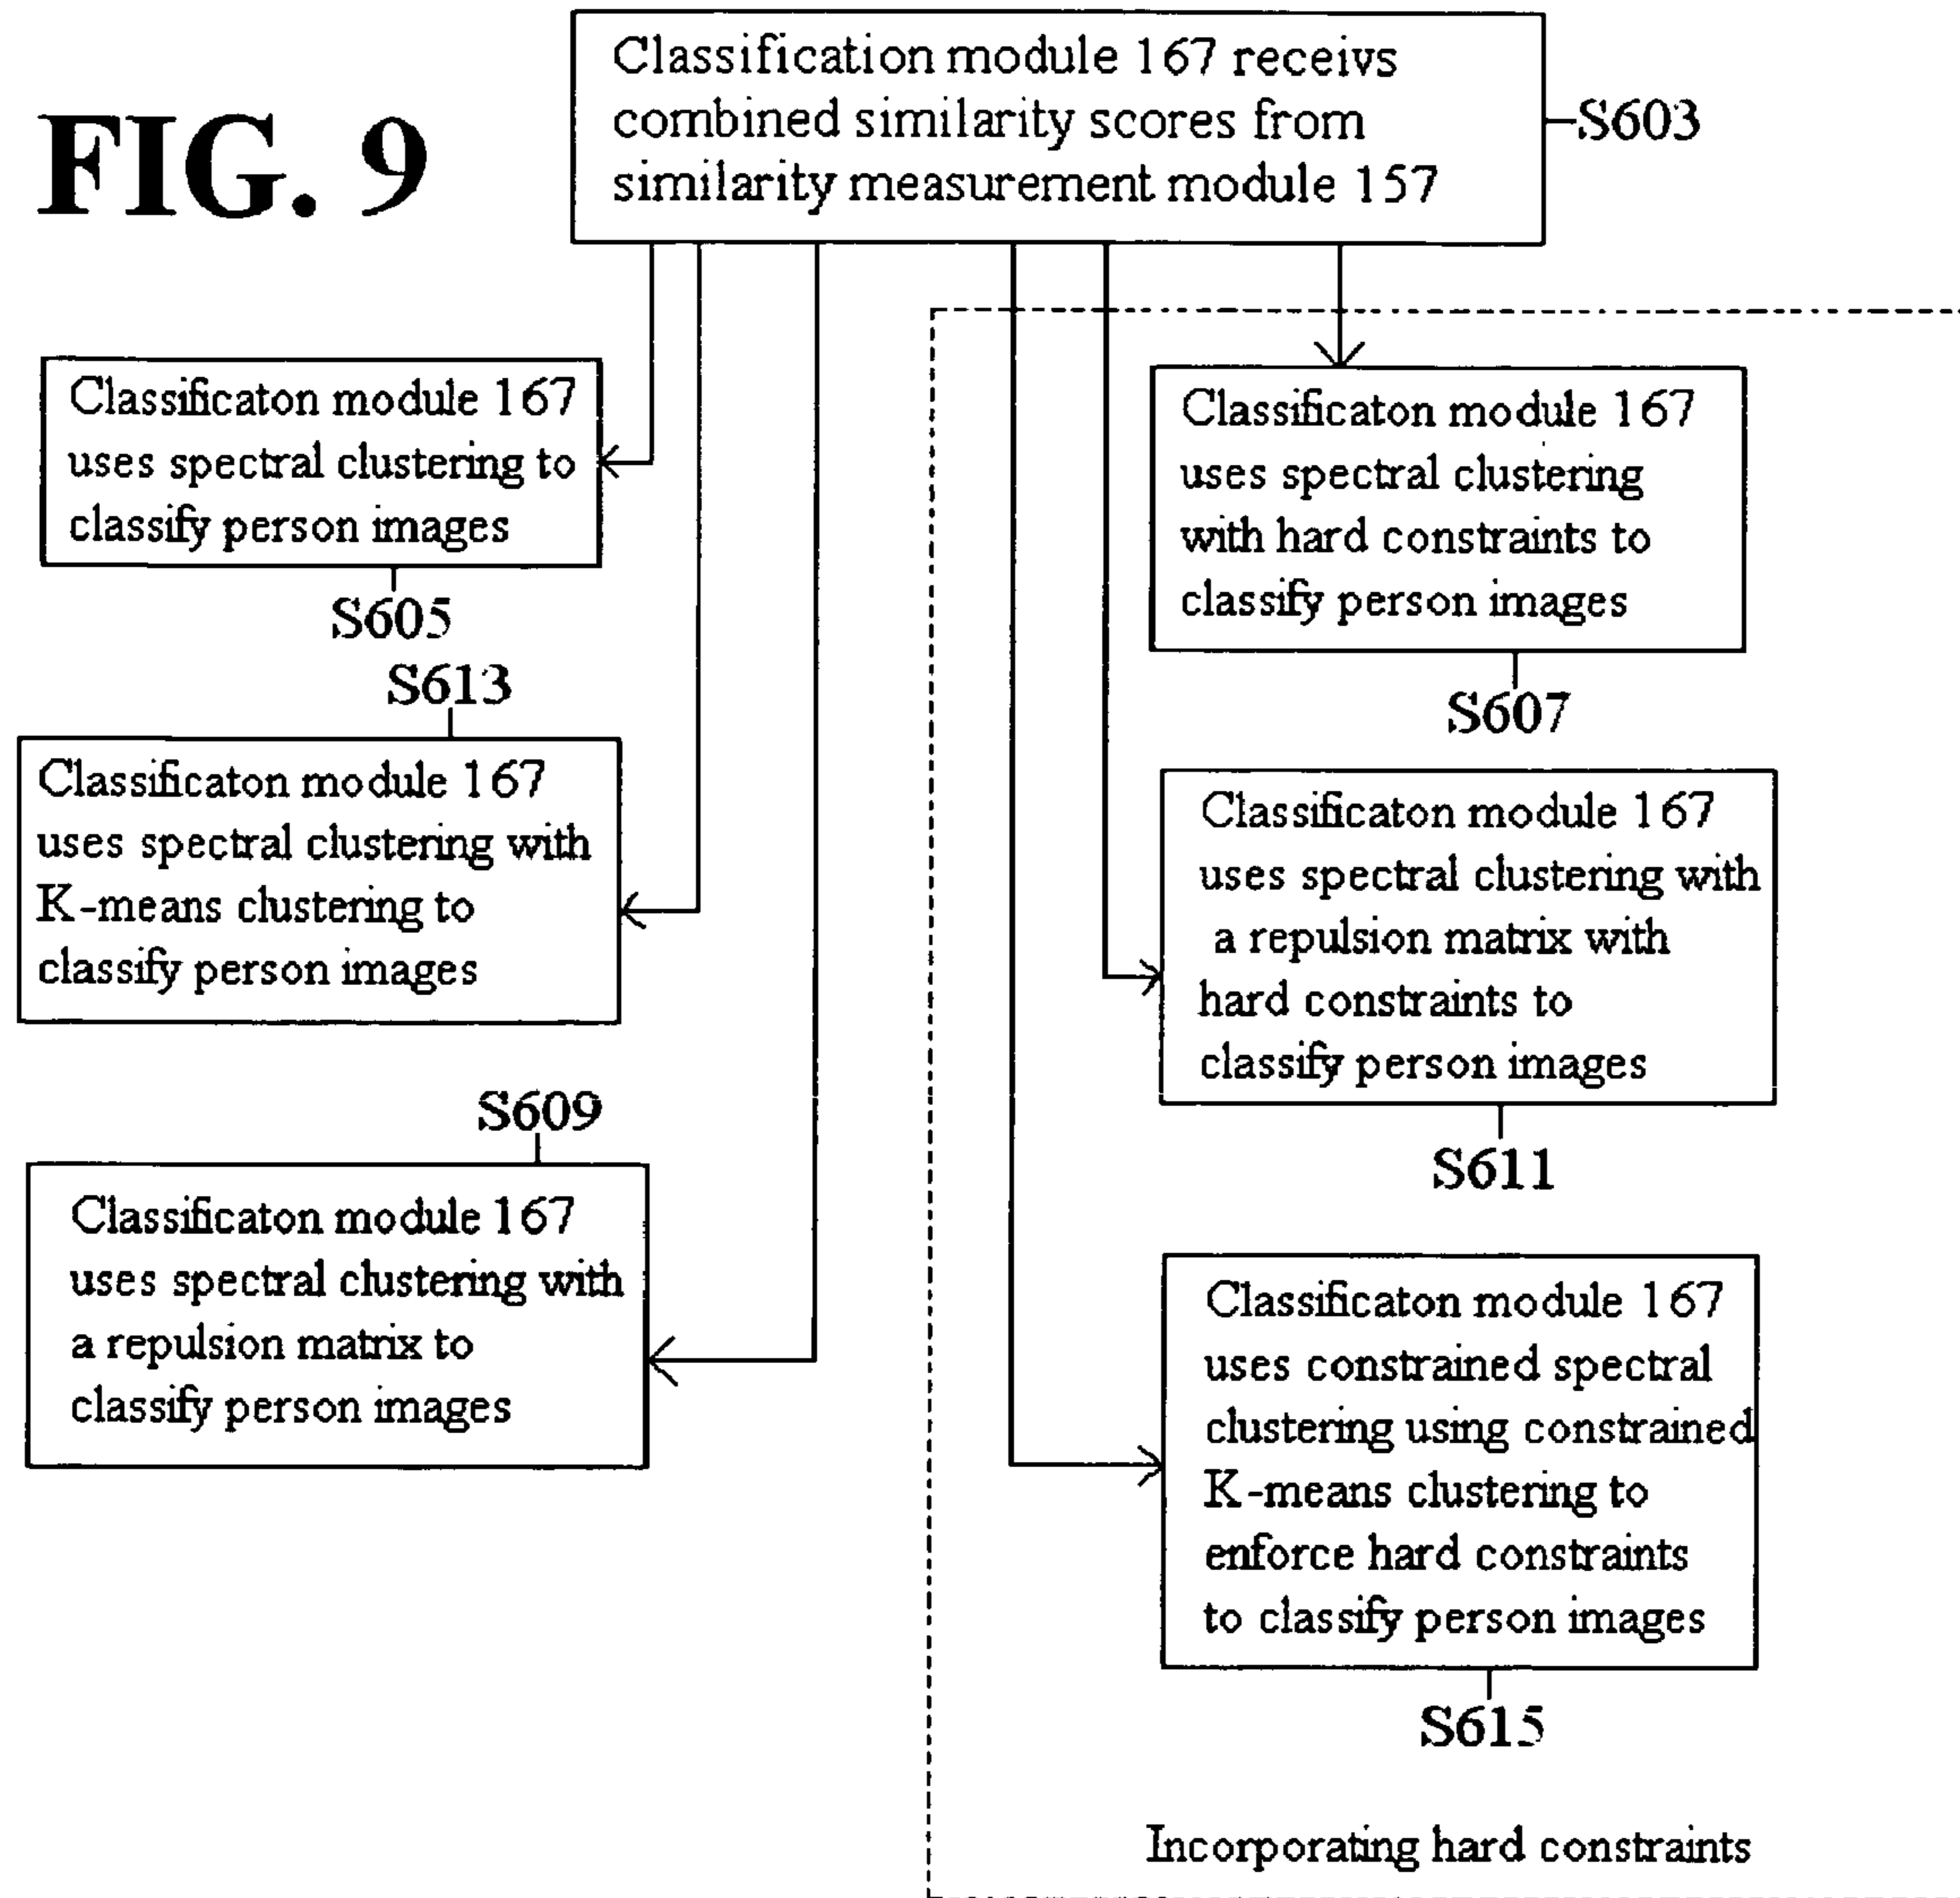 FIG. 9
Classification module 167 receivs
combined similarity scores from
similarity measurement module 157
S603
Classificaton module 167
uses spectral clustering to
classify person images
S605
S613
Classificaton module 167
uses spectral clustering with
K-means clustering to
classify person images
S609
Classificaton module 167
uses spectral clustering with
a repulsion matrix to
classify person images
Classificaton module 167
uses spectral clustering
with hard constraints to
classify person images
S607
Classificaton module 167
uses spectral clustering with
a repulsion matrix with
hard constraints to
classify person images
S611
Classificaton module 167
uses constrained spectral
clustering using constrained
K-means clustering to
enforce hard constraints
to classify person images
S615
Incorporating hard constraints